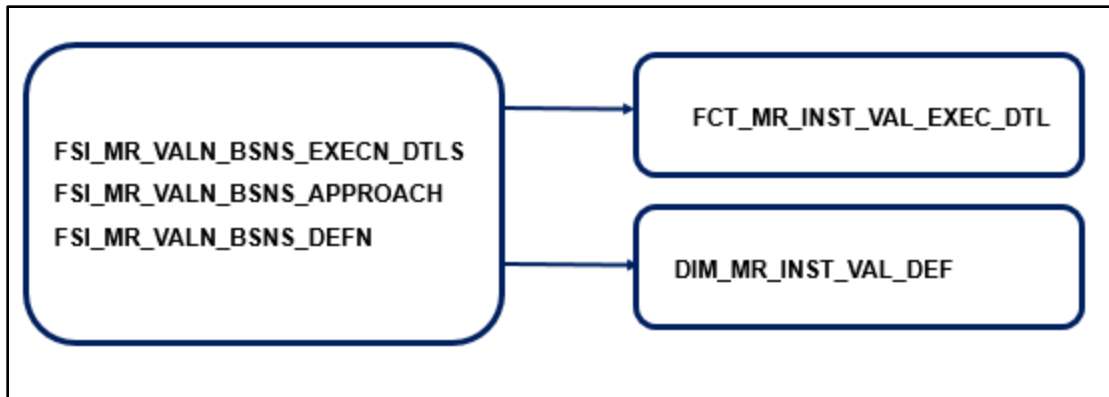 FSI_MR_VALN_BSNS_EXECN_DTLS
FSI_MR_VALN_BSNS_APPROACH
FSI_MR_VALN_BSNS_DEFN
FCT_MR_INST_VAL_EXEC_DTL
DIM_MR_INST_VAL_DEF